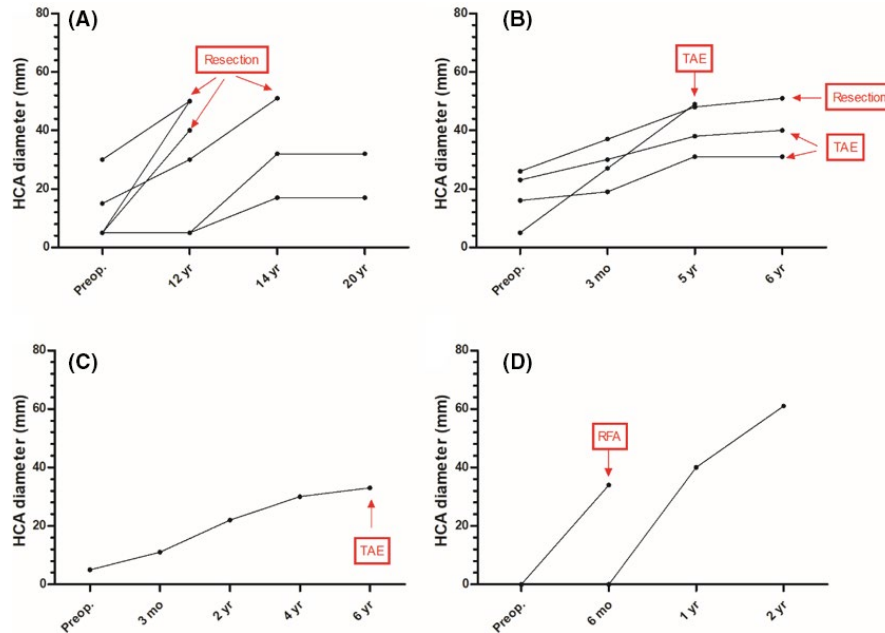 (A)
HCA diameter (mm)
80
60
40
20
0
Resection
Preop.
12 yr
14 yr
20 yr
(B)
HCA diameter (mm)
80
60
40
20
0
TAE
Resection
TAE
Preop.
3 mo
5 yr
6 yr
(C)
HCA diameter (mm)
80
60
40
20
0
TAE
Preop.
3 mo
2 yr
4 yr
6 yr
(D)
HCA diameter (mm)
80
60
40
20
0
RFA
Preop.
6 mo
1 yr
2 yr